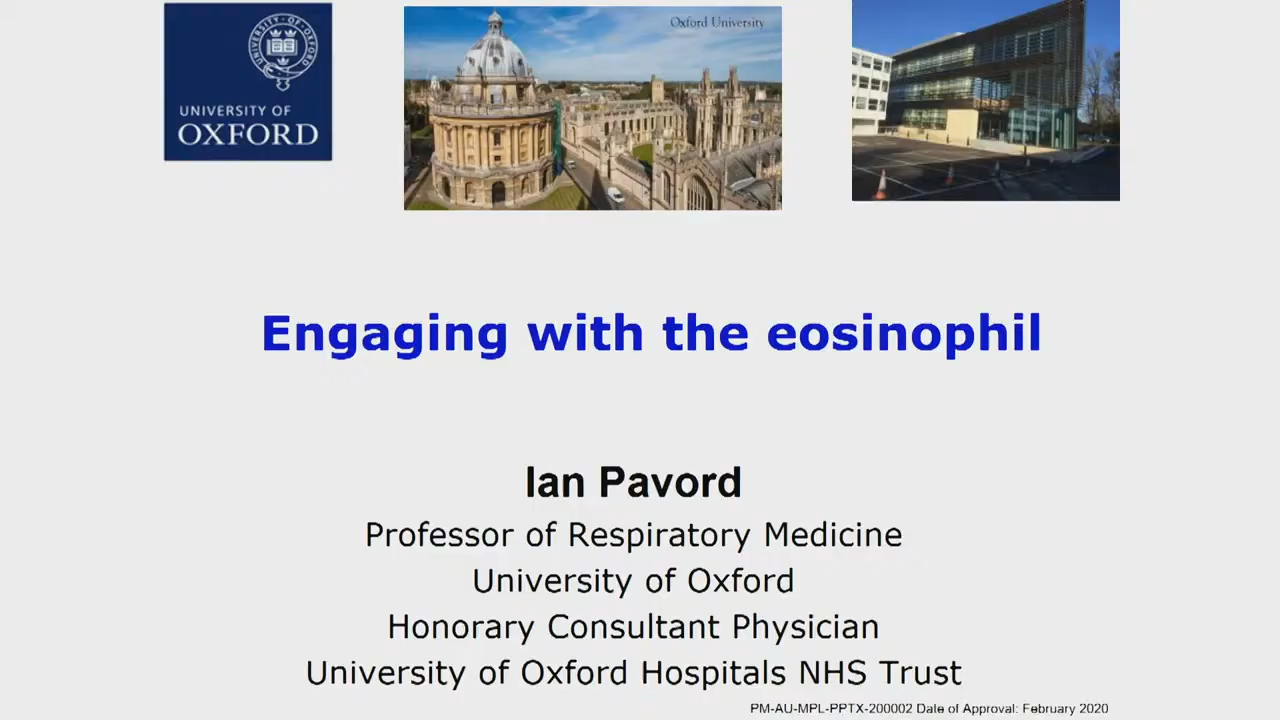 UNIVERSITY OF
OXFORD
Oxford University
Engaging with the eosinophil
Ian Pavord
Professor of Respiratory Medicine
University of Oxford
Honorary Consultant Physician
University of Oxford Hospitals NHS Trust
PM-AU-MPL-PPTX-200002 Date of Approval: February 2020